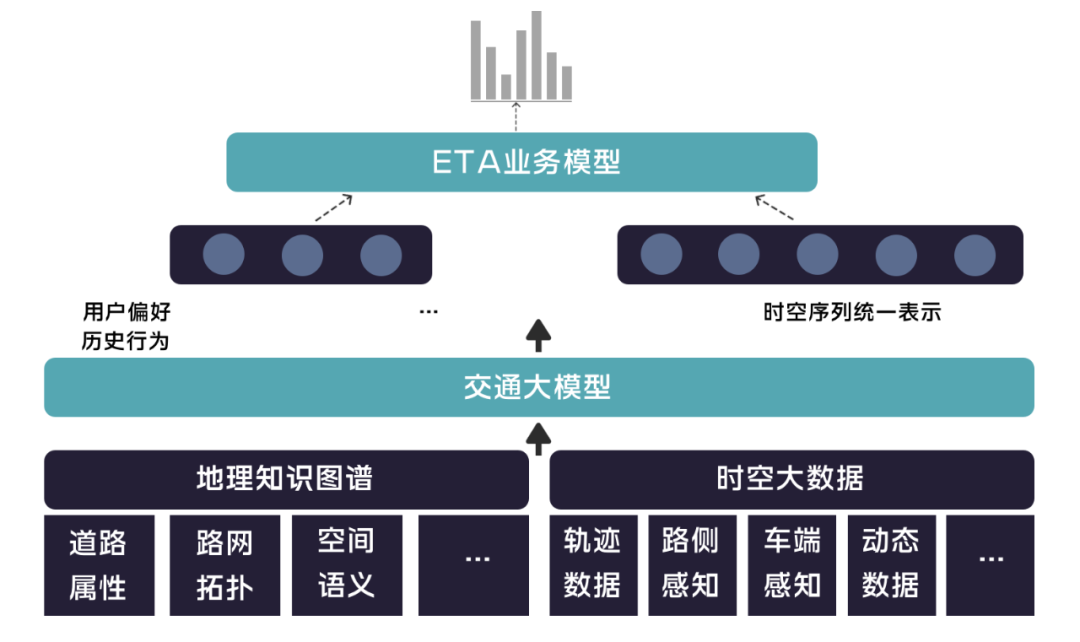 ETA业务模型
用户偏好
历史行为
…
时空序列统一表示
交通大模型
地理知识图谱
时空大数据
道路
属性
路网
拓扑
空间
语义
…
轨迹
数据
路侧
感知
车端
感知
动态
数据
…